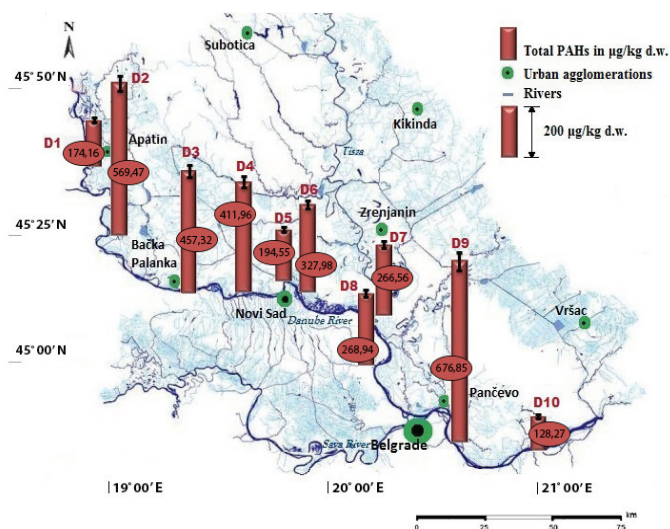 N
Subotica
Total PAHs in µg/kg d.w.
Urban agglomerations
Rivers
200 µg/kg d.w.
45°50'N
D2
D1
Apatin
174,16
569,47
Kikinda
Tisza
D3
D4
411,96
D5
D6
Zrenjanin
45°25'N
Bačka
Palanka
457,32
194,55
327,98
D7
266,56
D9
D8
Novi Sad
Danube River
Vršac
45°00'N
268,94
676,85
Pančevo
D10
128,27
Sava River
Belgrade
19°00'E
20°00'E
21°00'E
km
0
25
50
75